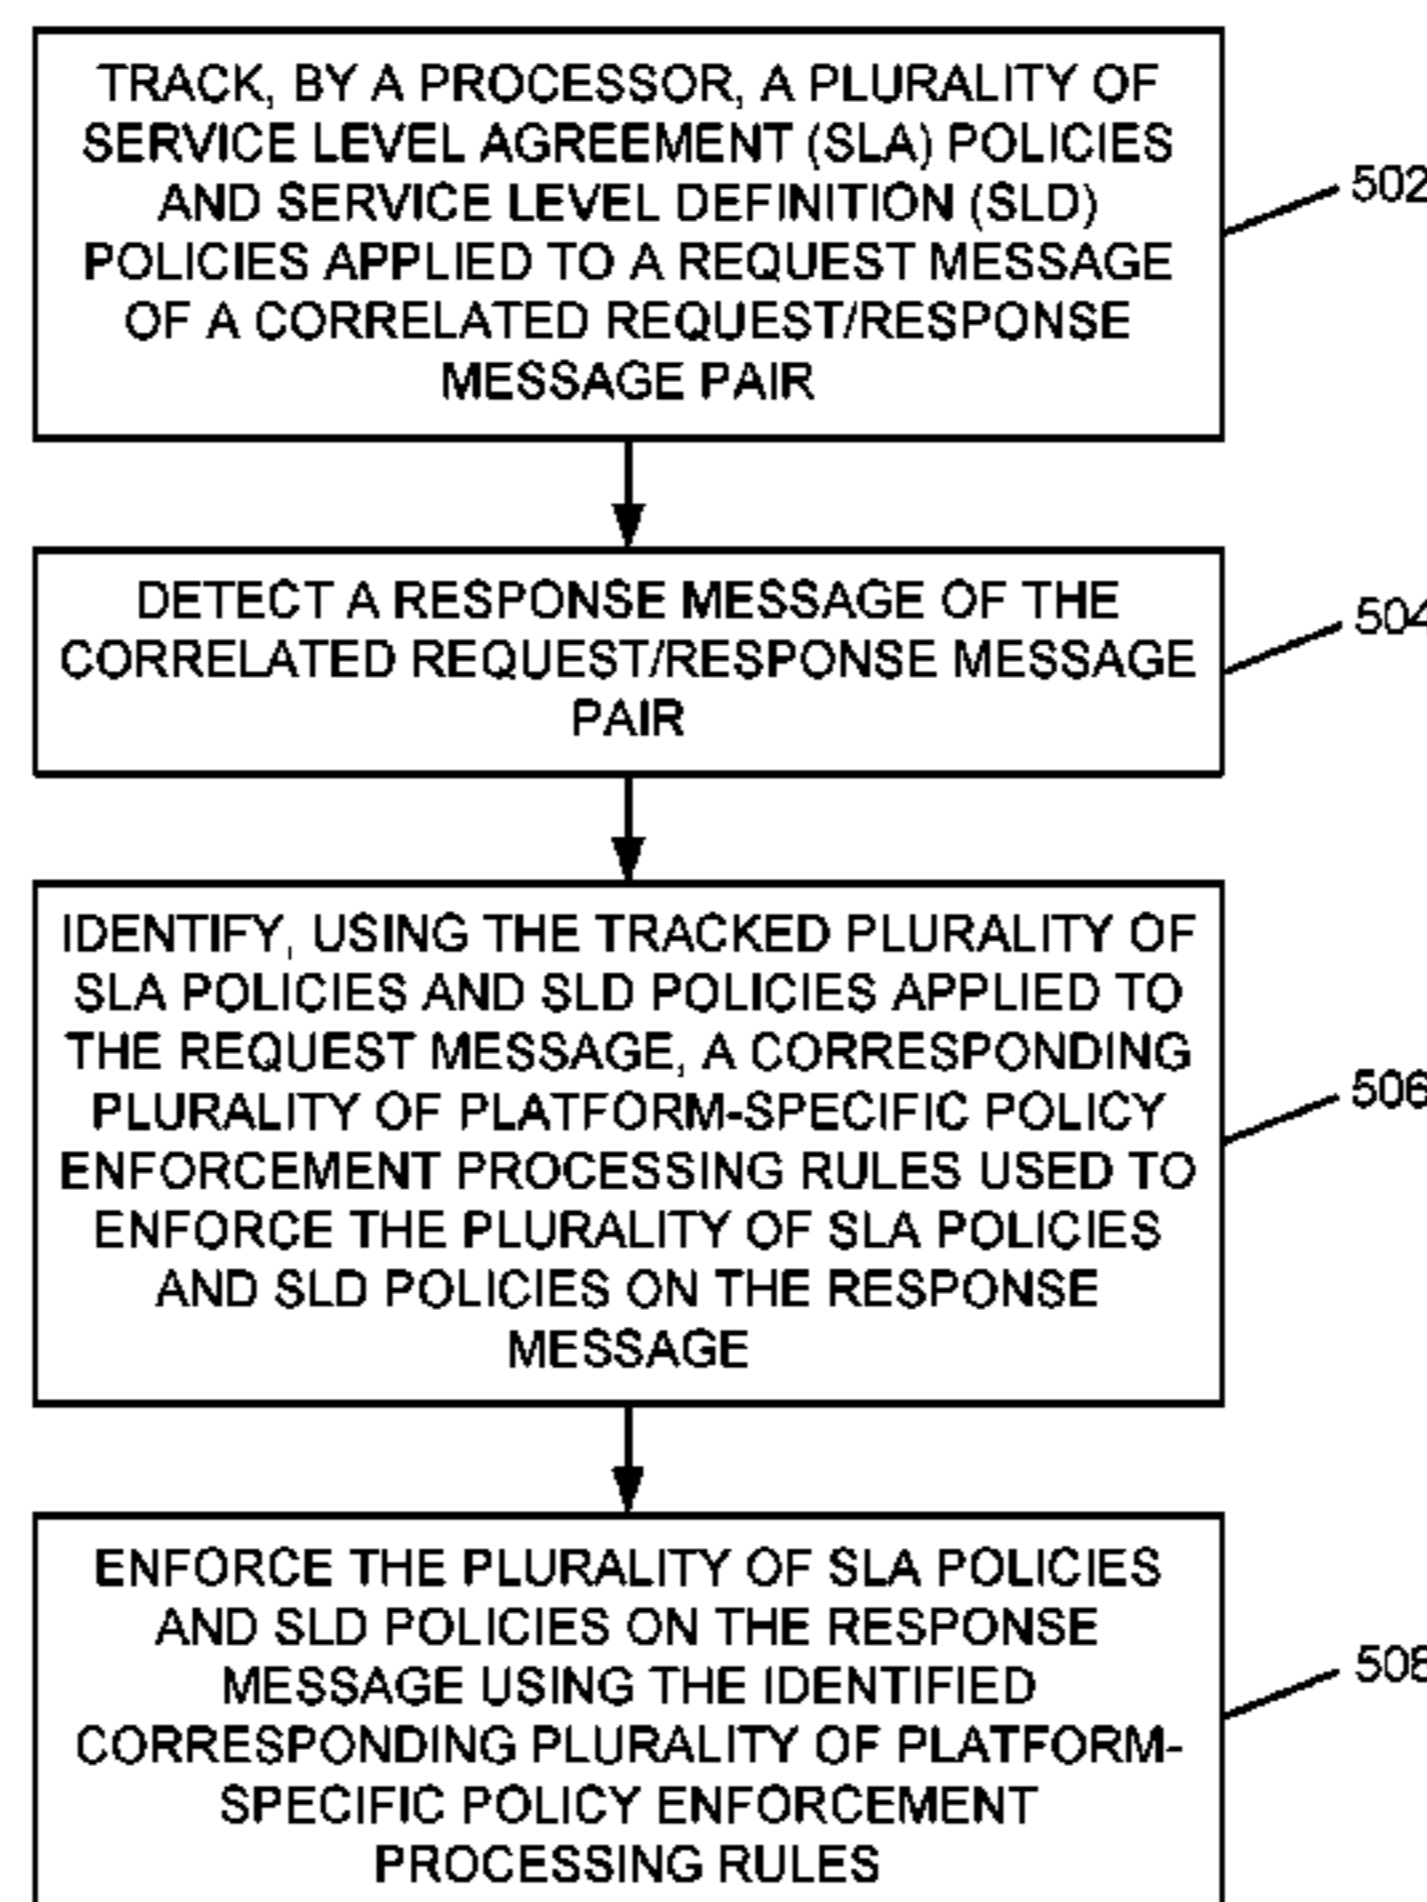 TRACK, BY A PROCESSOR, A PLURALITY OF
SERVICE LEVEL AGREEMENT (SLA) POLICIES
AND SERVICE LEVEL DEFINITION (SLD)
POLICIES APPLIED TO A REQUEST MESSAGE
OF A CORRELATED REQUEST/RESPONSE
MESSAGE PAIR
502
DETECT A RESPONSE MESSAGE OF THE
CORRELATED REQUEST/RESPONSE MESSAGE
PAIR
504
IDENTIFY, USING THE TRACKED PLURALITY OF
SLA POLICIES AND SLD POLICIES APPLIED TO
THE REQUEST MESSAGE, A CORRESPONDING
PLURALITY OF PLATFORM-SPECIFIC POLICY
ENFORCEMENT PROCESSING RULES USED TO
ENFORCE THE PLURALITY OF SLA POLICIES
AND SLD POLICIES ON THE RESPONSE
MESSAGE
506
ENFORCE THE PLURALITY OF SLA POLICIES
AND SLD POLICIES ON THE RESPONSE
MESSAGE USING THE IDENTIFIED
CORRESPONDING PLURALITY OF PLATFORM-
SPECIFIC POLICY ENFORCEMENT
PROCESSING RULES
508